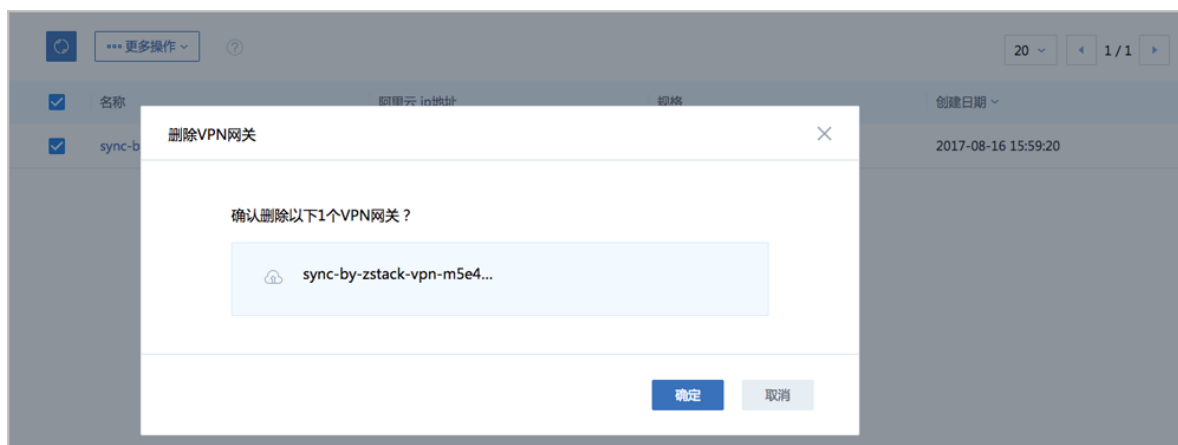 更多操作
20
1 / 1
名称
阿里云 ip地址
规格
创建日期
sync-b
2017-08-16 15:59:20
删除VPN网关
确认删除以下1个VPN网关？
sync-by-zstack-vpn-m5e4...
确定
取消